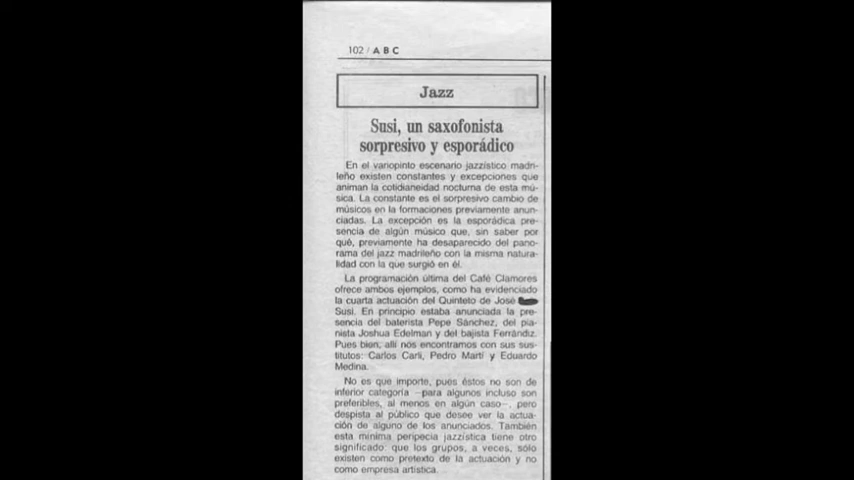 102 / A B C
Jazz
Susi, un saxofonista
sorpresivo y esporádico
En el variopinto escenario jazzístico madri-
leño existen constantes y excepciones que
animan la cotidianeidad nocturna de esta mú-
sica. La constante es el sorpresivo cambio de
músicos en la formaciones previamente anun-
ciadas. La excepción es la esporádica pre-
sencia de algún músico que, sin saber por
qué, previamente ha desaparecido del pano-
rama del jazz madrileño con la misma natura-
lidad con la que surgió en él.
La programación última del Café Clamores
ofrece ambos ejemplos, como ha evidenciado
la cuarta actuación del Quinteto de José
Susi. En principio estaba anunciada la pre-
sencia del baterista Pepe Sánchez, del pia-
nista Joshua Edelman y del bajista Ferrándiz.
Pues bien, allí nos encontramos con sus sus-
titutos: Carlos Carli, Pedro Martí y Eduardo
Medina.
No es que importe, pues éstos no son de
inferior categoría —para algunos incluso son
preferibles, al menos en algún caso—, pero
despista al público que desee ver la actua-
ción de alguno de los anunciados. También
esta mínima peripecia jazzística tiene otro
significado: que los grupos, a veces, sólo
existen como pretexto de la actuación y no
como empresa artística.